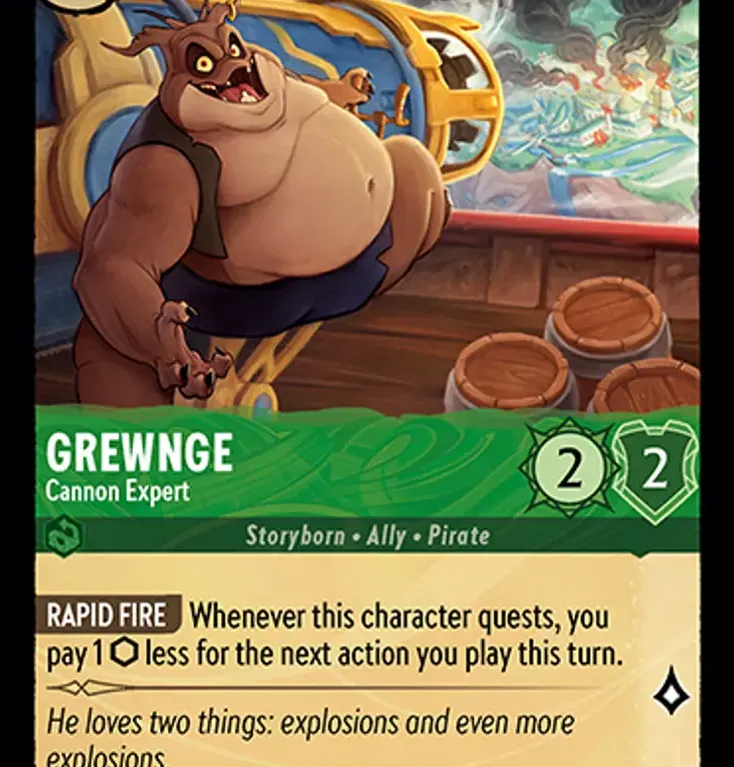 GREWNGE
Cannon Expert
2 2
Storyborn • Ally • Pirate
RAPID FIRE Whenever this character quests, you
pay 1 ⬡ less for the next action you play this turn.
He loves two things: explosions and even more
explosions.